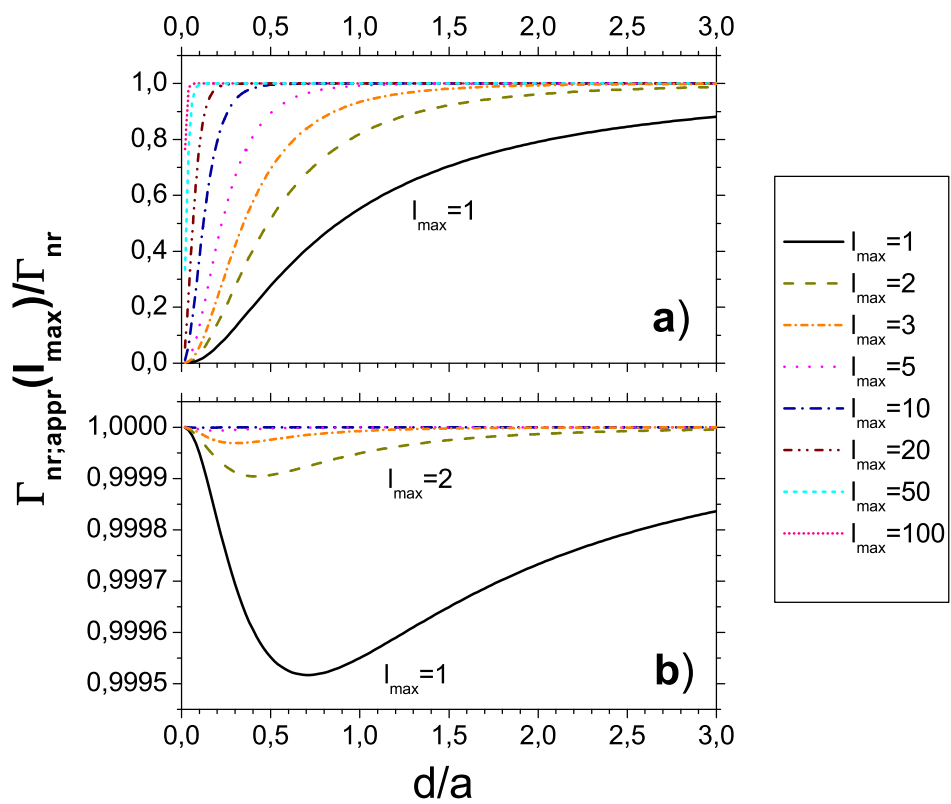 0,0 0,5 1,0 1,5 2,0 2,5 3,0
1,0
0,8
0,6
0,4
0,2
0,0
l_max=1
a)
Γ_nr;appr(l_max)/Γ_nr
1,0000
0,9999
0,9998
0,9997
0,9996
0,9995
l_max=2
l_max=1
b)
0,0 0,5 1,0 1,5 2,0 2,5 3,0
d/a
l_max=1
l_max=2
l_max=3
l_max=5
l_max=10
l_max=20
l_max=50
l_max=100